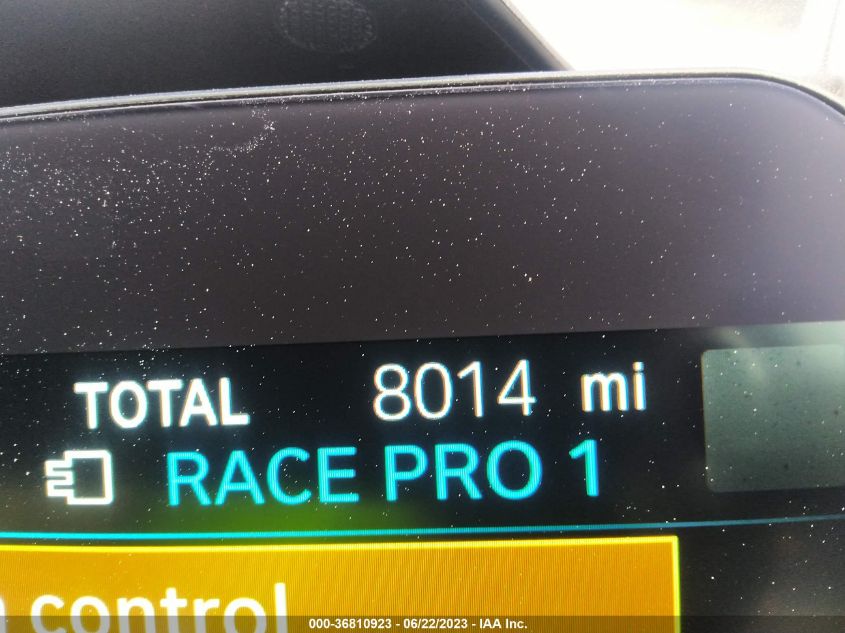 TOTAL 8014 mi
RACE PRO 1
control
000-36810923 - 06/22/2023 - IAA Inc.